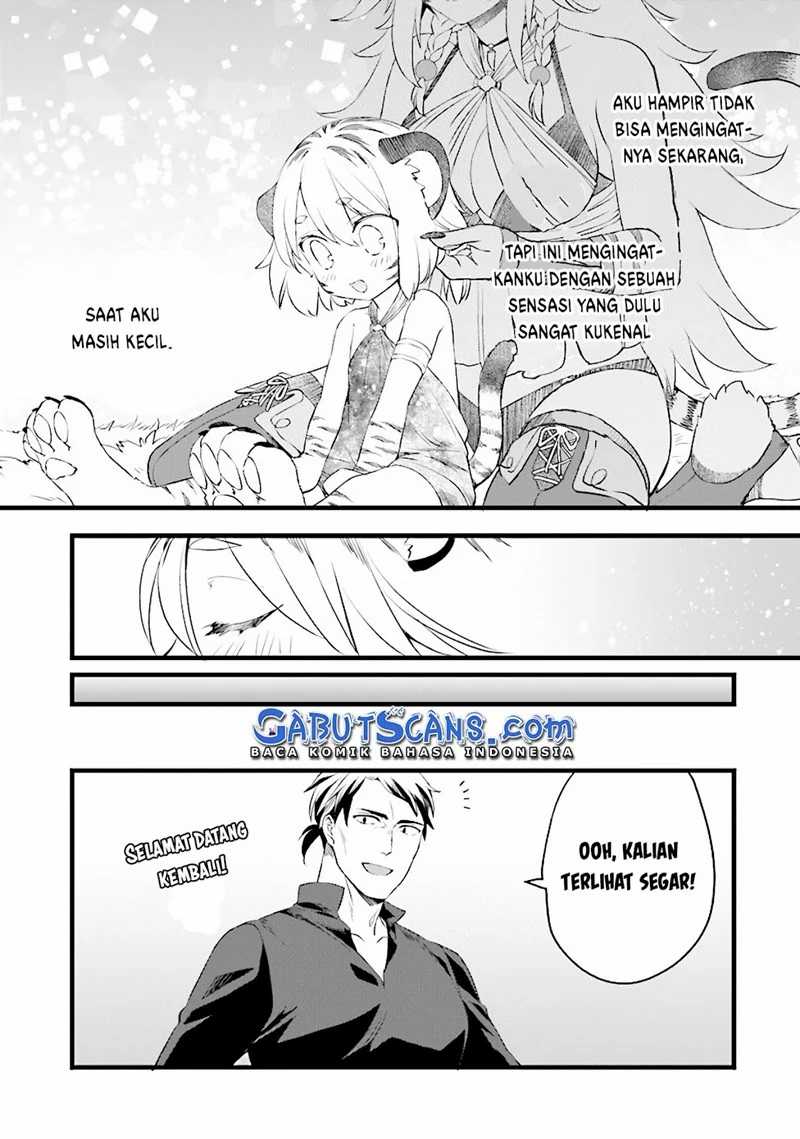 AKU HAMPIR TIDAK
BISA MENGINGAT-
NYA SEKARANG,
TAPI INI MENGINGAT-
KANKU DENGAN SEBUAH
SENSASI YANG DULU
SANGAT KUKENAL
SAAT AKU
MASIH KECIL.
GABUTSCANS.com
BACA KOMIK BAHASA INDONESIA
OOH, KALIAN
TERLIHAT SEGAR!
SELAMAT DATANG
KEMBALI!